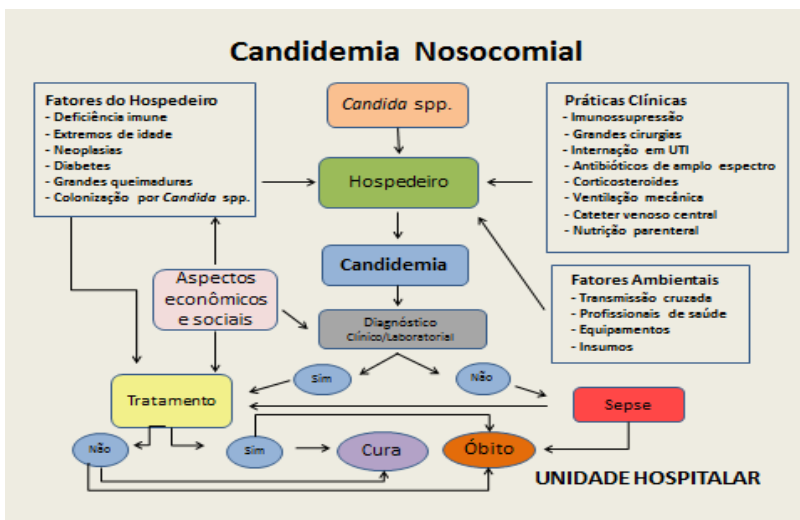 Candidemia Nosocomial
Fatores do Hospedeiro
- Deficiência imune
- Extremos de idade
- Neoplasias
- Diabetes
- Grandes queimaduras
- Colonização por Candida spp.
Candida spp.
Práticas Clínicas
- Imunossupressão
- Grandes cirurgias
- Internação em UTI
- Antibióticos de amplo espectro
- Corticosteroides
- Ventilação mecânica
- Cateter venoso central
- Nutrição parenteral
Hospedeiro
Candidemia
Aspectos
econômicos
e sociais
Fatores Ambientais
- Transmissão cruzada
- Profissionais de saúde
- Equipamentos
- Insumos
Diagnóstico
Clínico/Laboratorial
Sim
Não
Tratamento
Sepse
Não
Sim
Cura
Óbito
UNIDADE HOSPITALAR